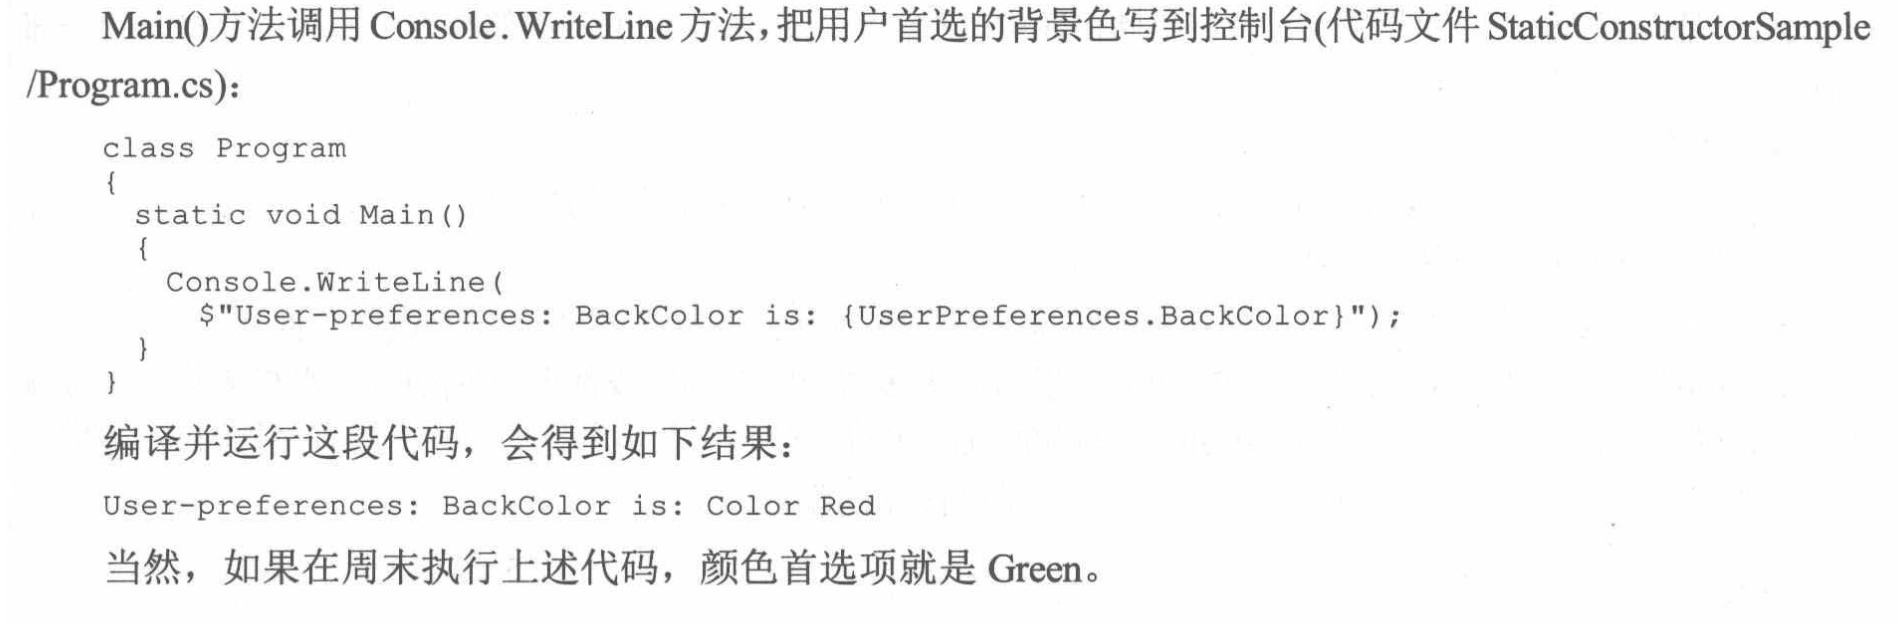 Main()方法调用 Console.WriteLine 方法,把用户首选的背景色写到控制台(代码文件 StaticConstructorSample
/Program.cs):
class Program
{
  static void Main()
  {
    Console.WriteLine(
      $"User-preferences: BackColor is: {UserPreferences.BackColor}");
  }
}
编译并运行这段代码，会得到如下结果：
User-preferences: BackColor is: Color Red
当然，如果在周末执行上述代码，颜色首选项就是 Green。